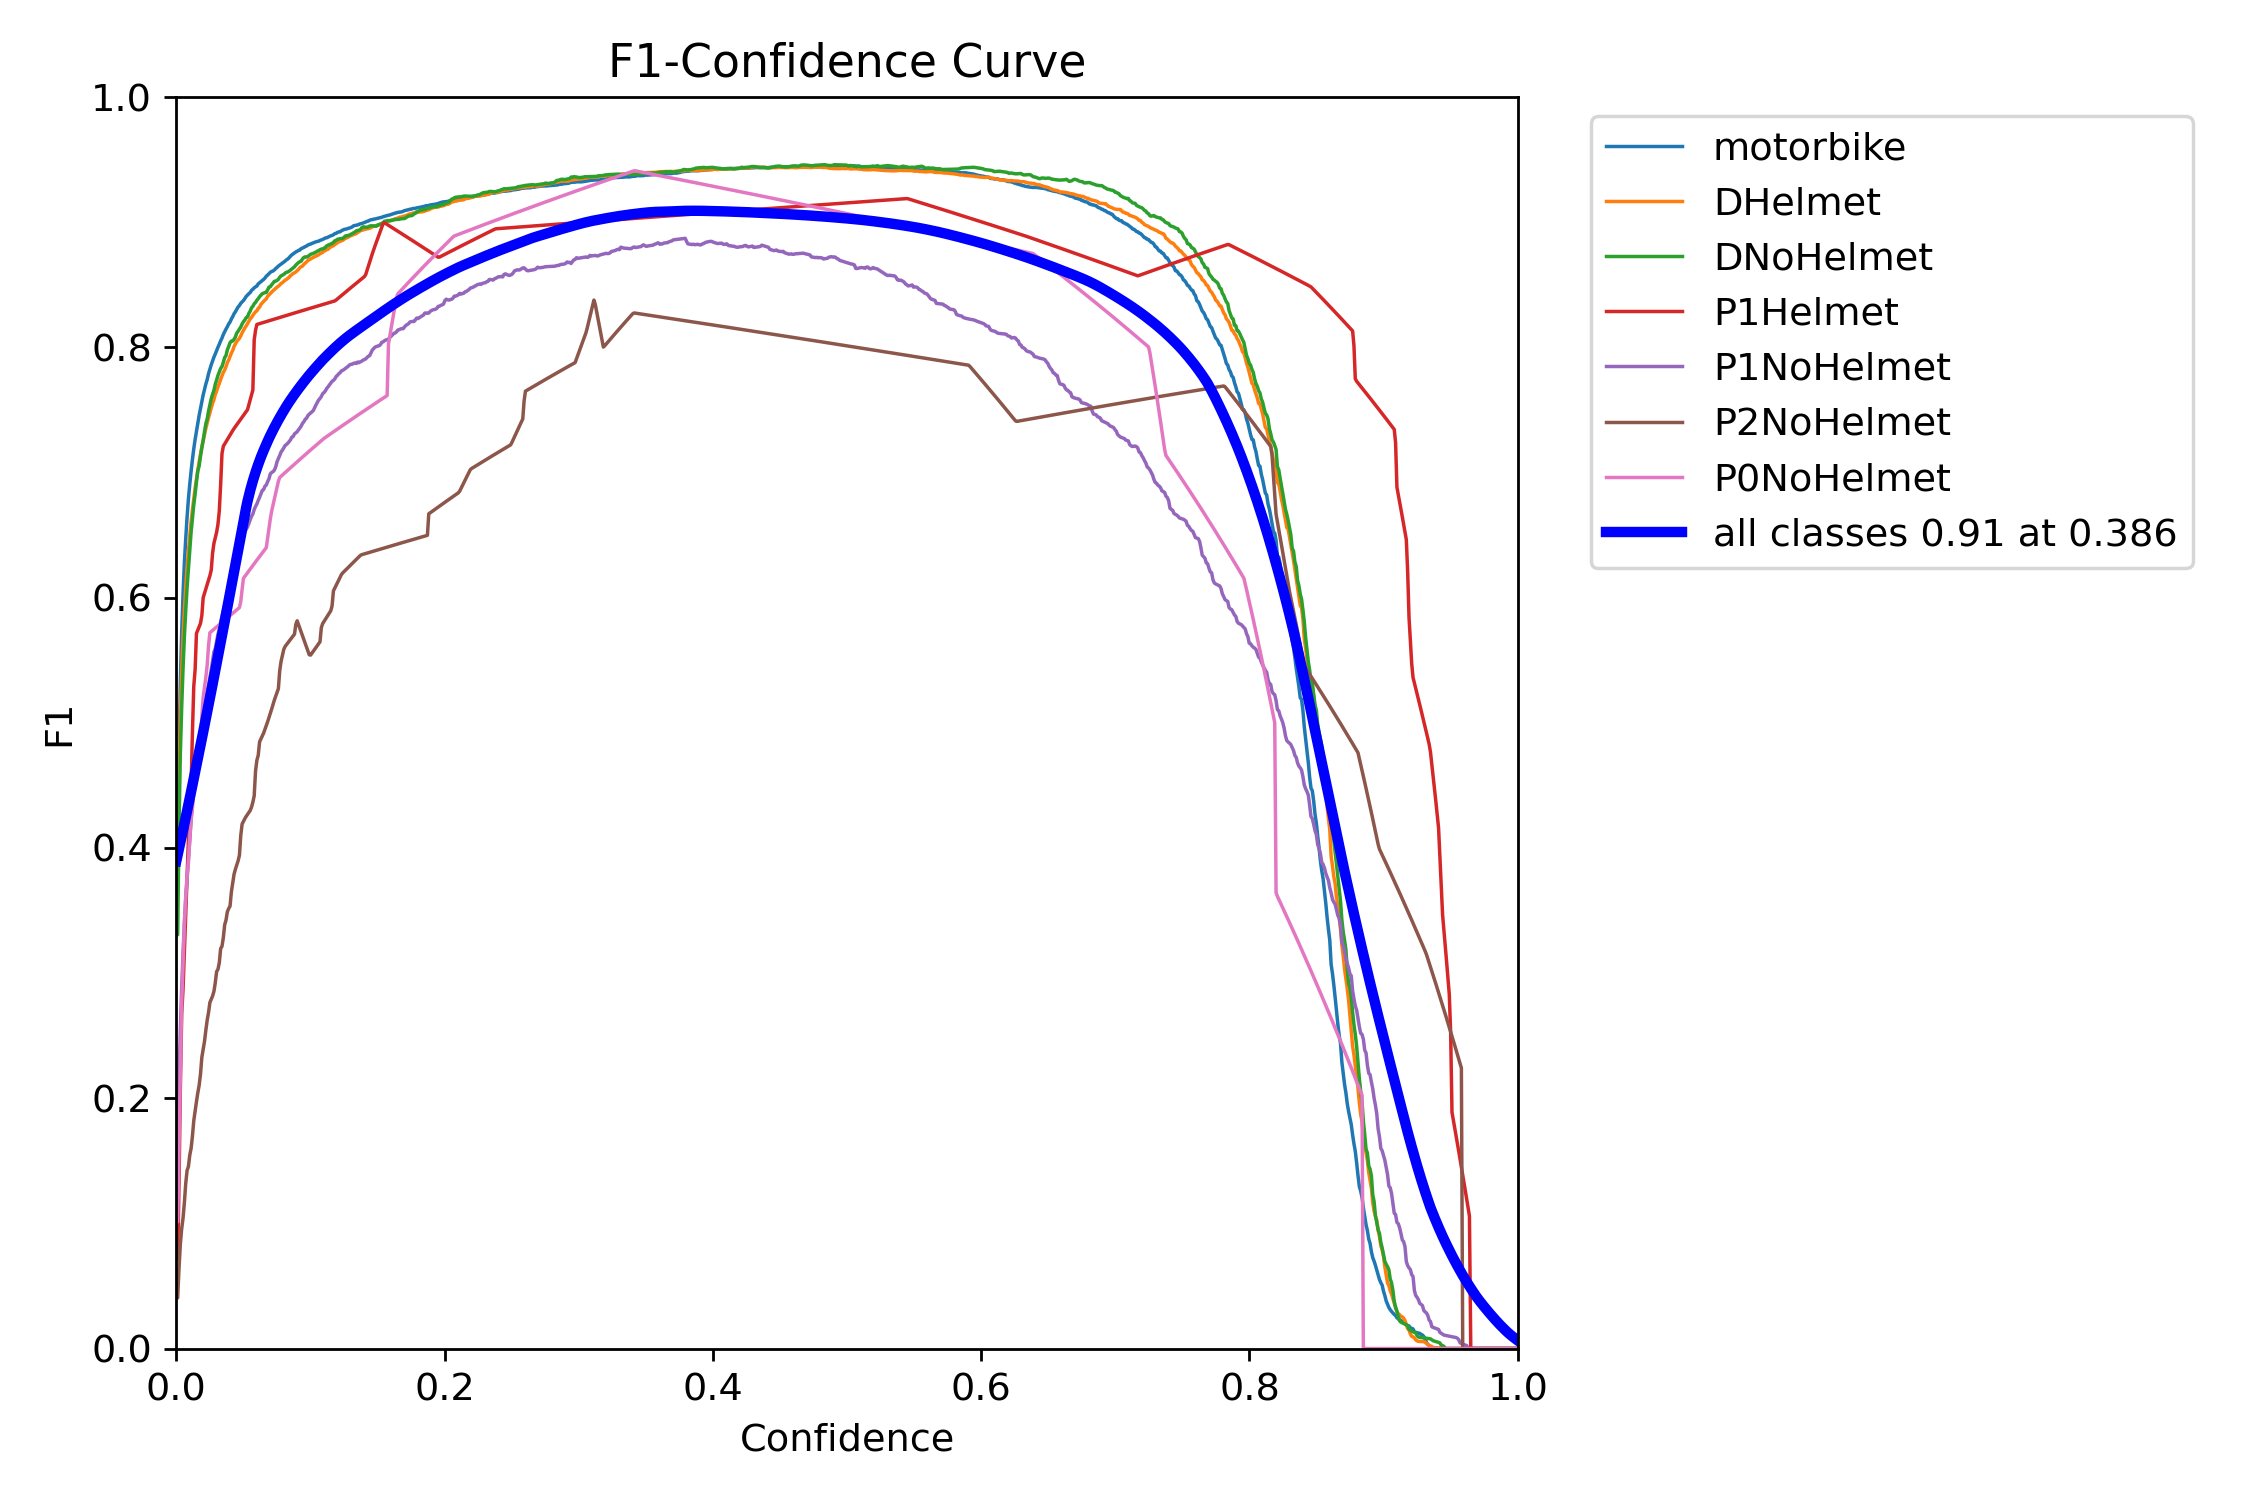 F1-Confidence Curve
1.0
0.8
0.6
0.4
0.2
0.0
F1
0.0 0.2 0.4 0.6 0.8 1.0
Confidence
motorbike
DHelmet
DNoHelmet
P1Helmet
P1NoHelmet
P2NoHelmet
P0NoHelmet
all classes 0.91 at 0.386